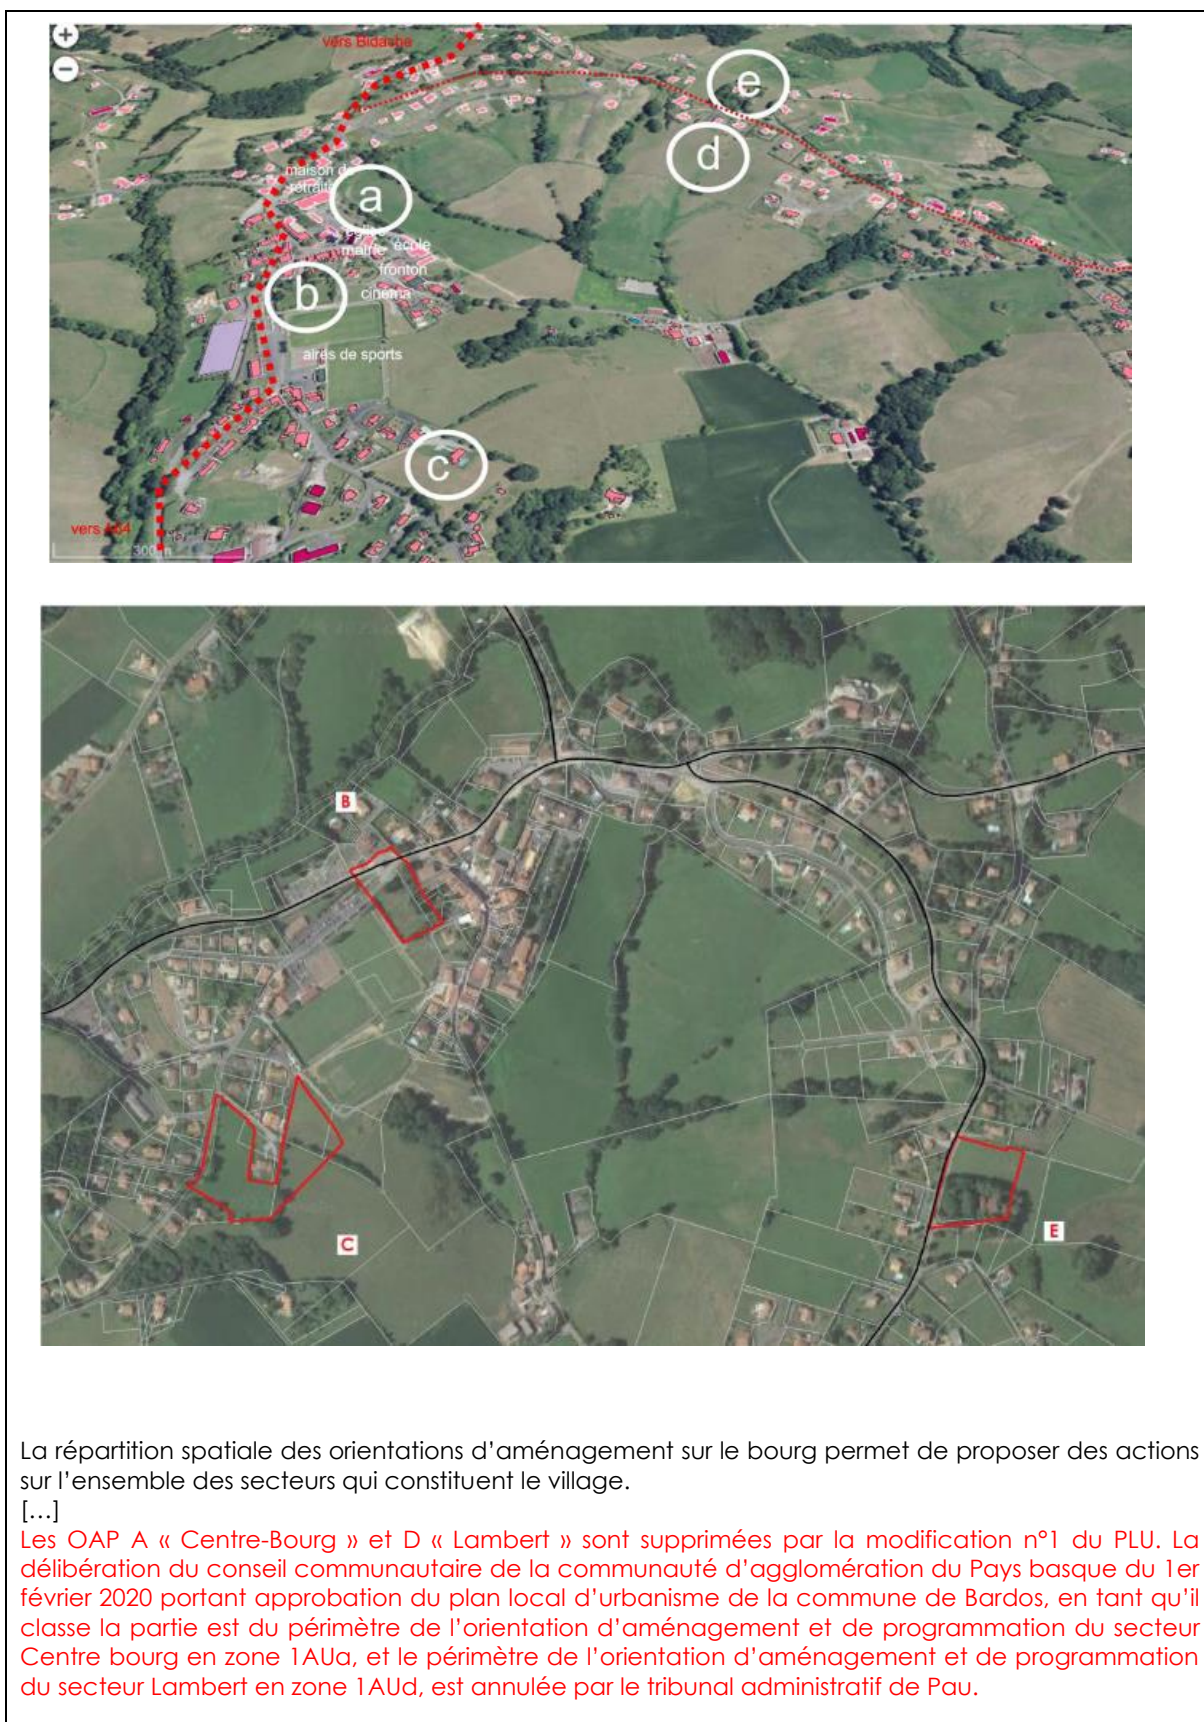 +
−
vers Bidache
e
d
maison de
retraite
a
église
mairie
école
fronton
b
cinéma
aires de sports
c
vers A64
300 m
B
C
E
La répartition spatiale des orientations d’aménagement sur le bourg permet de proposer des actions
sur l’ensemble des secteurs qui constituent le village.
[…]
Les OAP A « Centre-Bourg » et D « Lambert » sont supprimées par la modification n°1 du PLU. La
délibération du conseil communautaire de la communauté d’agglomération du Pays basque du 1er
février 2020 portant approbation du plan local d’urbanisme de la commune de Bardos, en tant qu’il
classe la partie est du périmètre de l’orientation d’aménagement et de programmation du secteur
Centre bourg en zone 1AUa, et le périmètre de l’orientation d’aménagement et de programmation
du secteur Lambert en zone 1AUd, est annulée par le tribunal administratif de Pau.